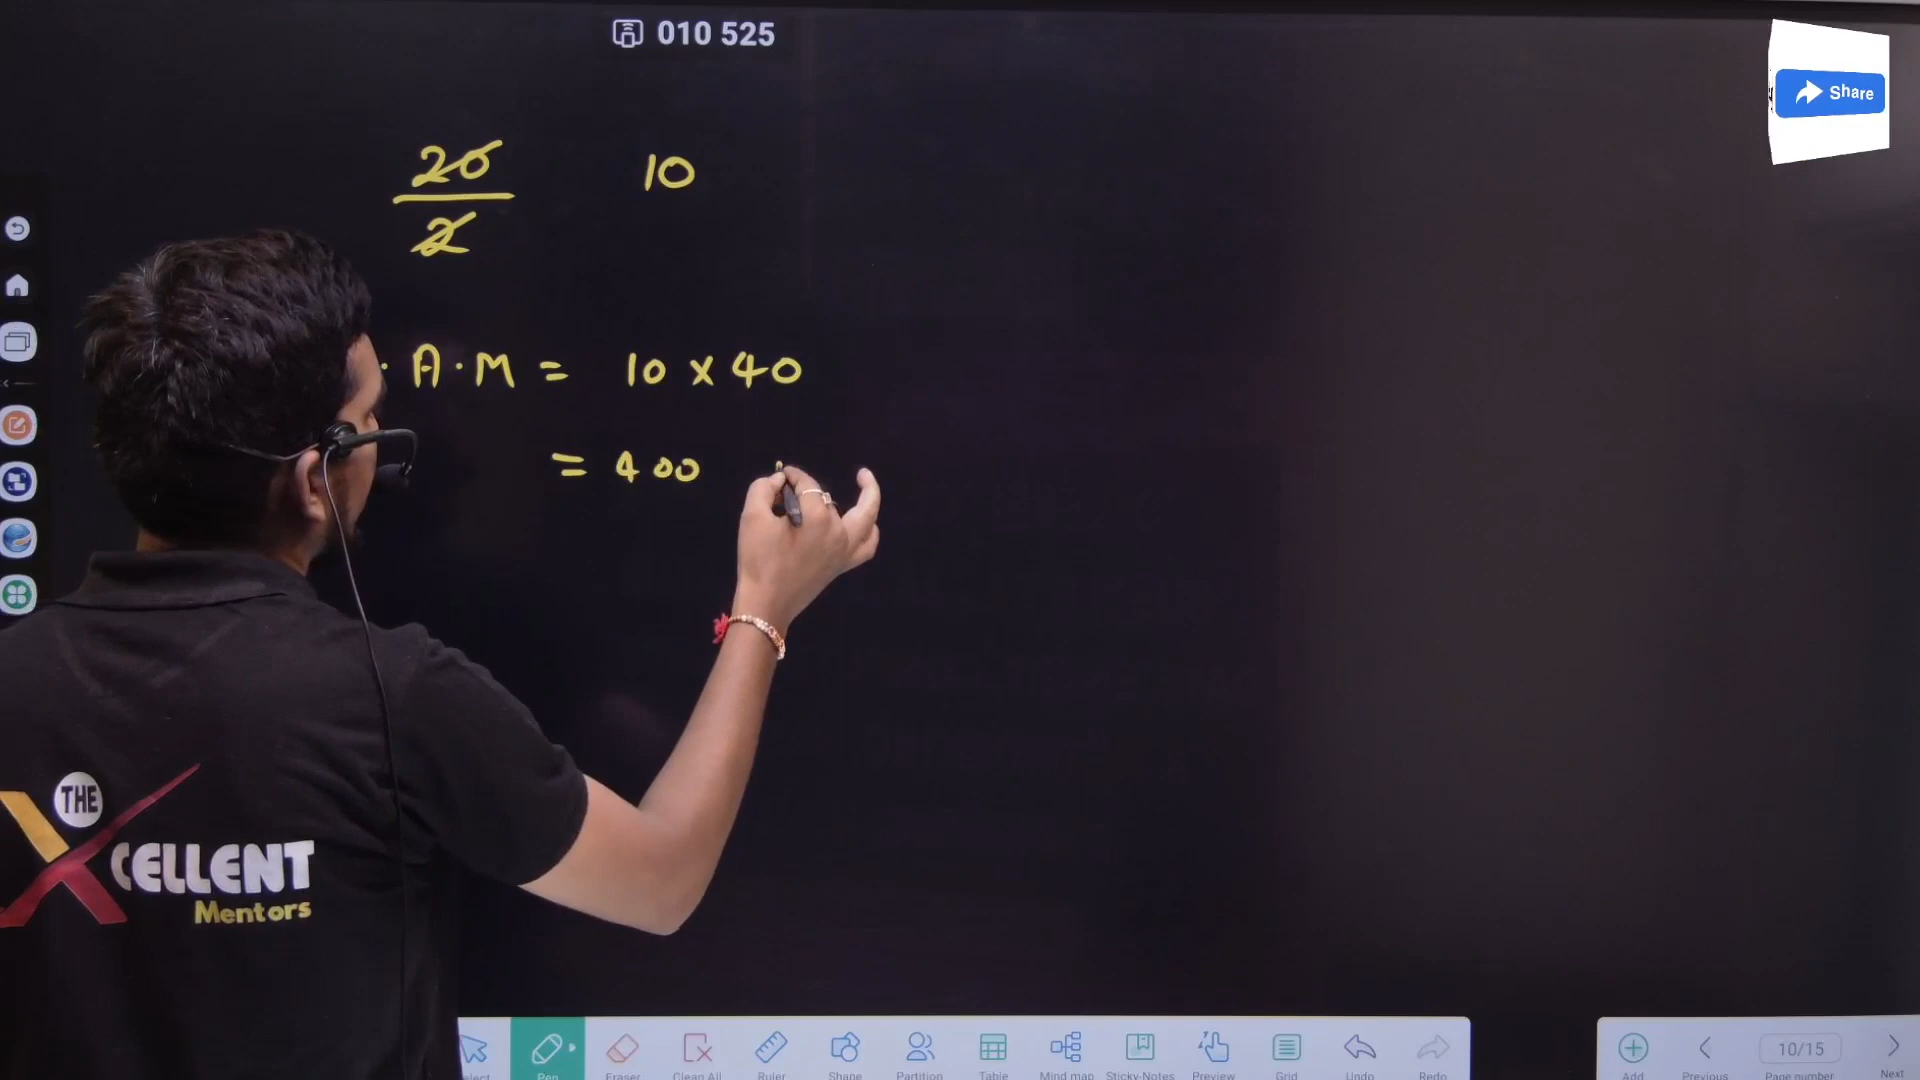 010 525
Share
20 10
2
· A · M = 10 × 40
= 400
THE
XCELLENT
Mentors
Pen Eraser Clean All Ruler Shape Partition Table Mind map Sticky-Notes Preview Grid Undo Redo Add Previous 10/15 Page number Next